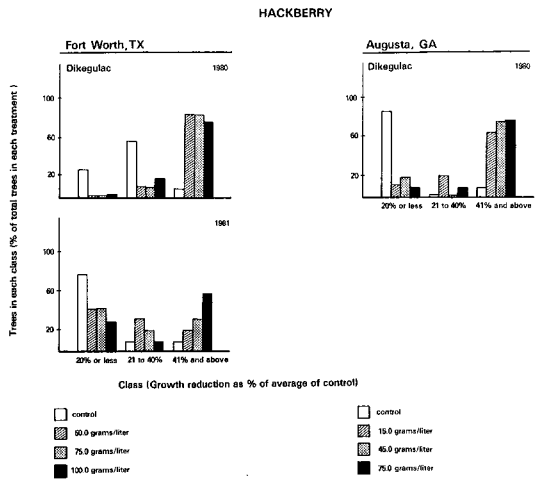 HACKBERRY
Fort Worth, TX
Augusta, GA
Dikegulac 1980
Dikegulac 1980
Trees in each class (% of total trees in each treatment)
100
60
20
100
60
20
20% or less 21 to 40% 41% and above
1981
100
60
20
20% or less 21 to 40% 41% and above
Class (Growth reduction as % of average of control)
control
50.0 grams/liter
75.0 grams/liter
100.0 grams/liter
control
15.0 grams/liter
45.0 grams/liter
75.0 grams/liter